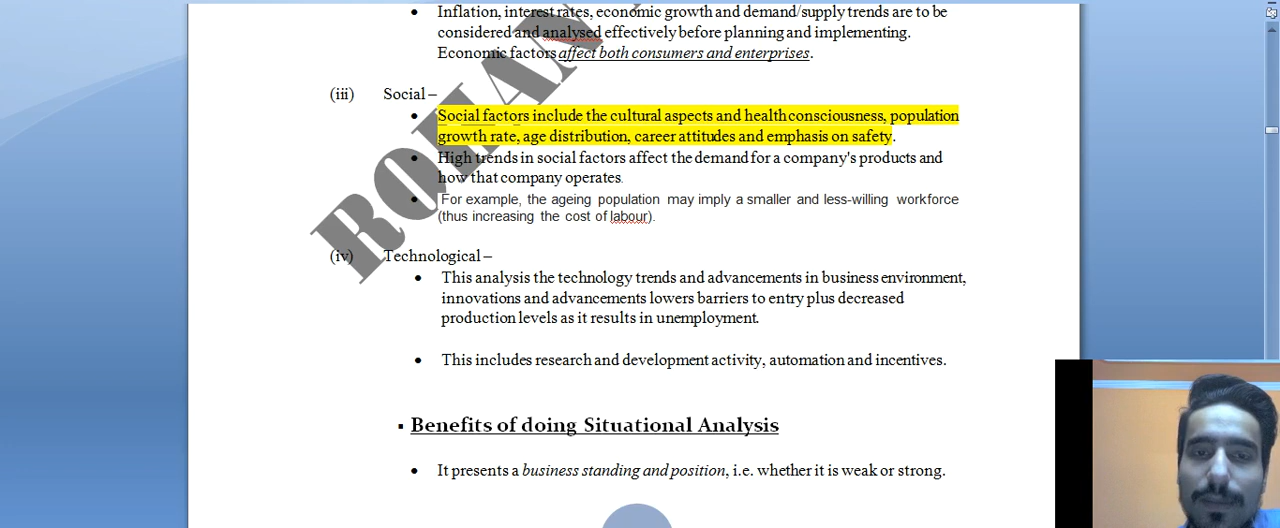 • Inflation, interest rates, economic growth and demand/supply trends are to be
considered and analysed effectively before planning and implementing.
Economic factors affect both consumers and enterprises.
(iii) Social –
• Social factors include the cultural aspects and health consciousness, population
growth rate, age distribution, career attitudes and emphasis on safety.
• High trends in social factors affect the demand for a company's products and
how that company operates.
• For example, the ageing population may imply a smaller and less-willing workforce
(thus increasing the cost of labour).
(iv) Technological –
• This analysis the technology trends and advancements in business environment,
innovations and advancements lowers barriers to entry plus decreased
production levels as it results in unemployment.
• This includes research and development activity, automation and incentives.
▪ Benefits of doing Situational Analysis
• It presents a business standing and position, i.e. whether it is weak or strong.